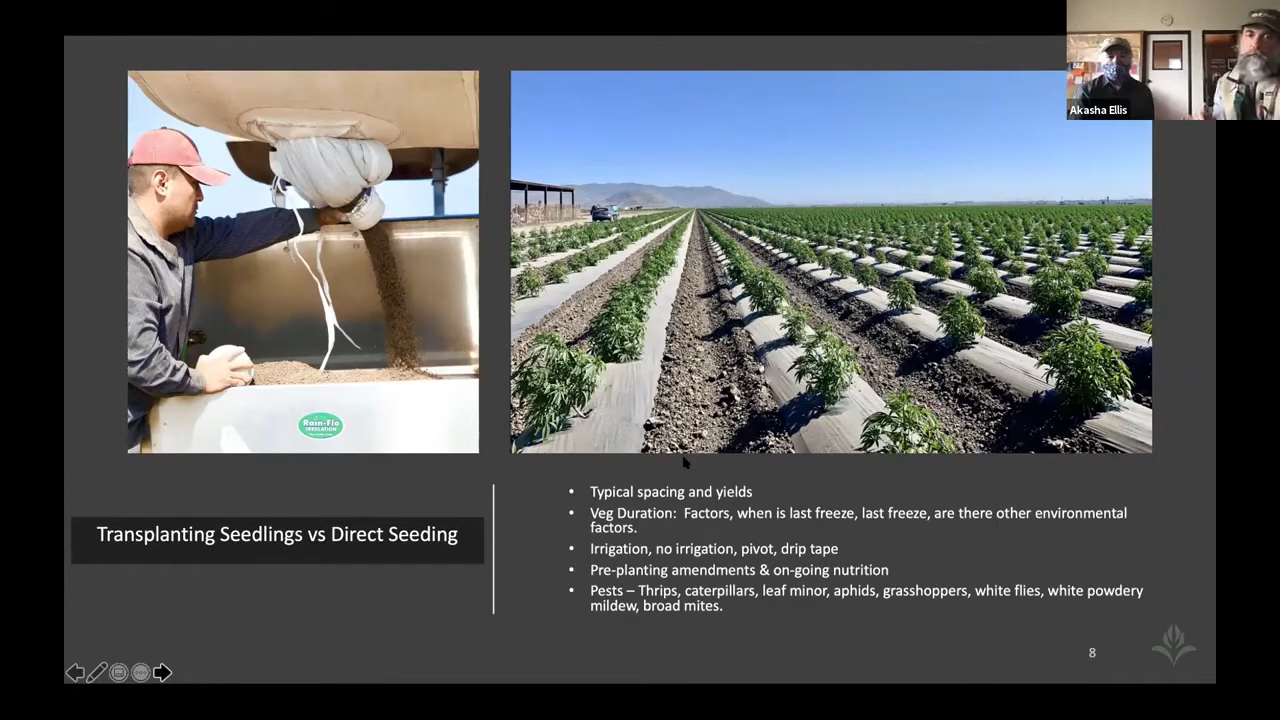 Akasha Ellis
Rain-Flo
IRRIGATION
Transplanting Seedlings vs Direct Seeding
• Typical spacing and yields
• Veg Duration: Factors, when is last freeze, last freeze, are there other environmental
factors.
• Irrigation, no irrigation, pivot, drip tape
• Pre-planting amendments & on-going nutrition
• Pests – Thrips, caterpillars, leaf minor, aphids, grasshoppers, white flies, white powdery
mildew, broad mites.
8